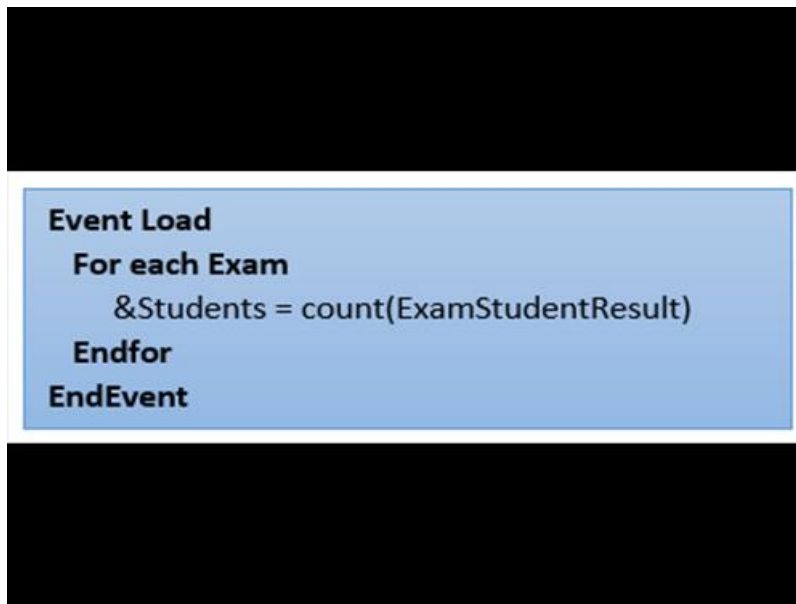 Event Load
For each Exam
&Students = count(ExamStudentResult)
Endfor
EndEvent